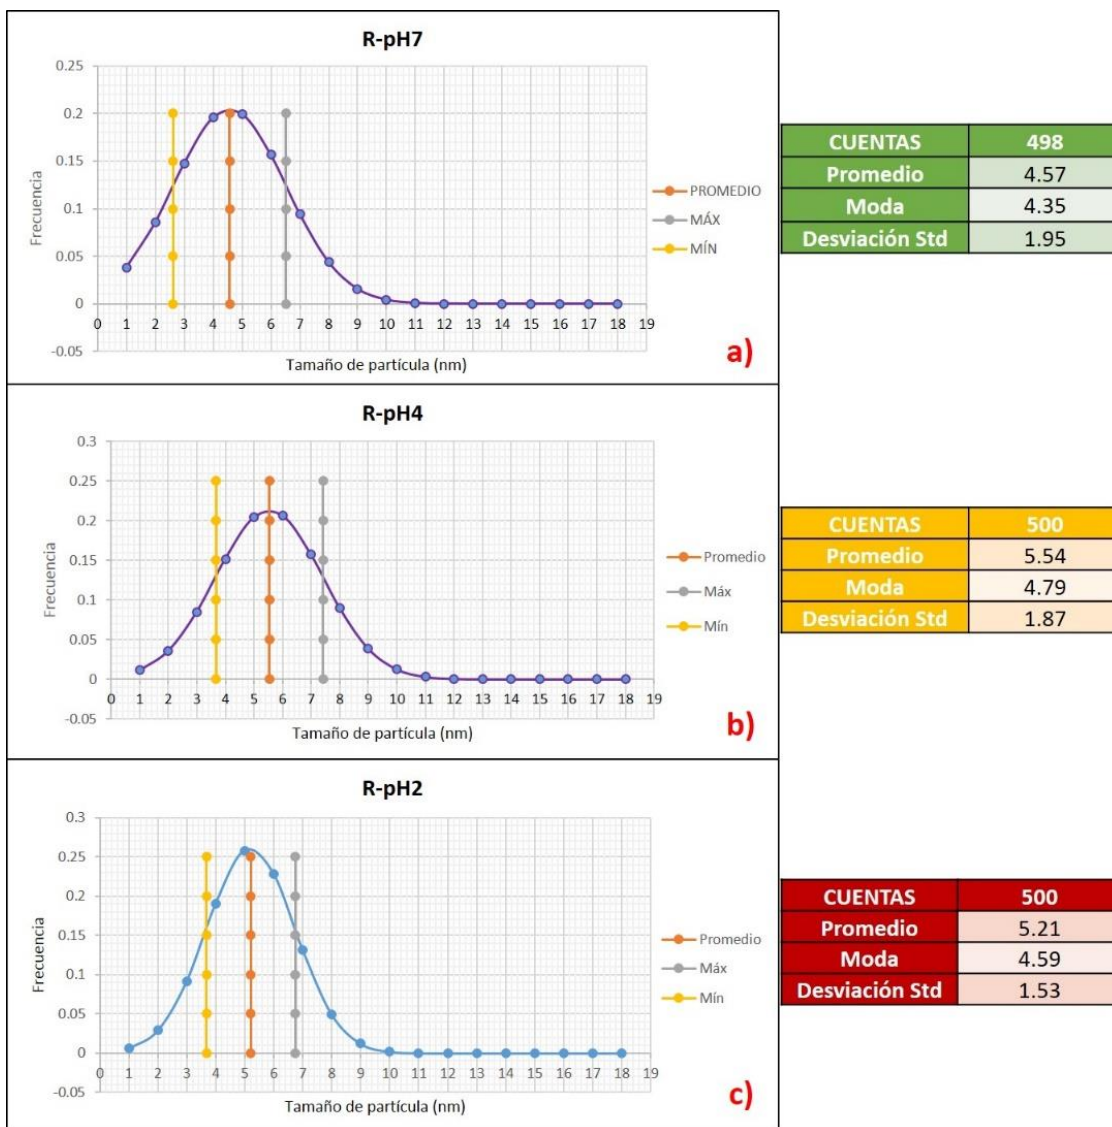 R-pH7
0.25
0.2
0.15
0.1
0.05
0
-0.05
Frecuencia
0 1 2 3 4 5 6 7 8 9 10 11 12 13 14 15 16 17 18 19
Tamaño de partícula (nm)
PROMEDIO
MÁX
MÍN
a)
CUENTAS 498
Promedio 4.57
Moda 4.35
Desviación Std 1.95
R-pH4
0.3
0.25
0.2
0.15
0.1
0.05
0
-0.05
Frecuencia
0 1 2 3 4 5 6 7 8 9 10 11 12 13 14 15 16 17 18 19
Tamaño de partícula (nm)
Promedio
Máx
Mín
b)
CUENTAS 500
Promedio 5.54
Moda 4.79
Desviación Std 1.87
R-pH2
0.3
0.25
0.2
0.15
0.1
0.05
0
-0.05
Frecuencia
0 1 2 3 4 5 6 7 8 9 10 11 12 13 14 15 16 17 18 19
Tamaño de partícula (nm)
Promedio
Máx
Mín
c)
CUENTAS 500
Promedio 5.21
Moda 4.59
Desviación Std 1.53